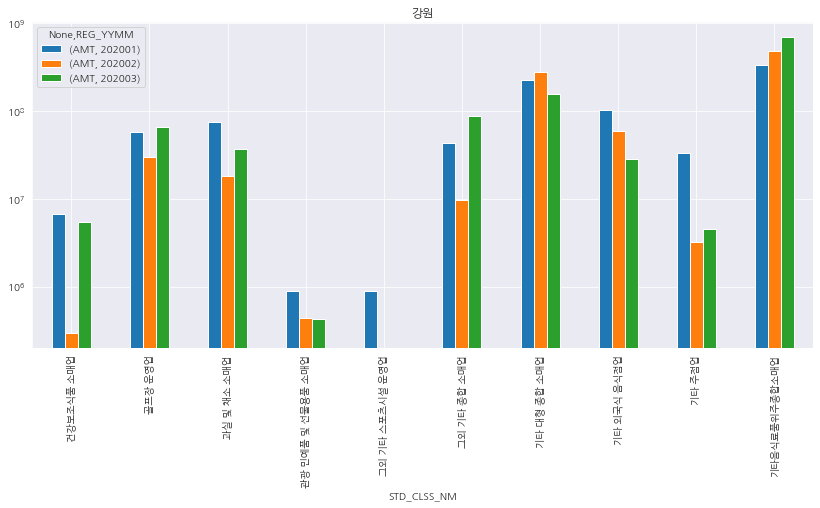 강원
10⁹
10⁸
10⁷
10⁶
None,REG_YYMM
(AMT, 202001)
(AMT, 202002)
(AMT, 202003)
건강보조식품 소매업
골프장 운영업
과실 및 채소 소매업
관광 민예품 및 선물용품 소매업
그외 기타 스포츠시설 운영업
그외 기타 종합 소매업
기타 대형 종합 소매업
기타 외국식 음식점업
기타 주점업
기타음식료품위주종합소매업
STD_CLSS_NM